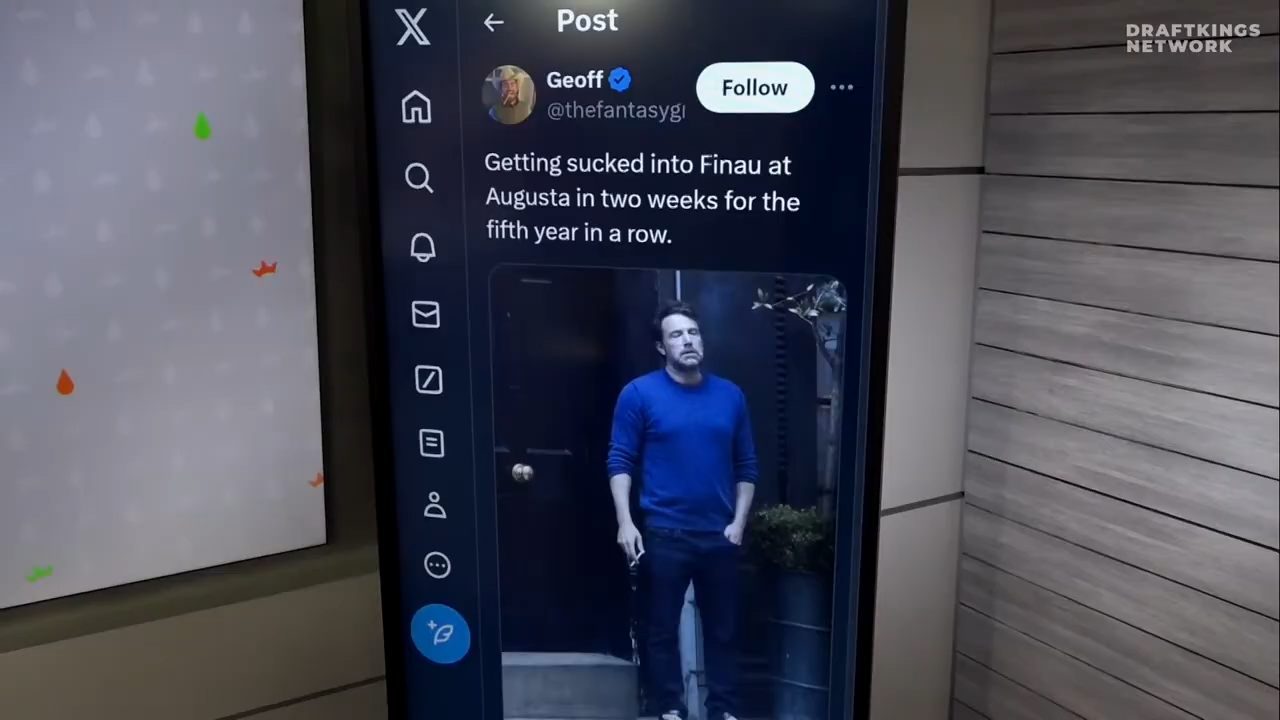 DRAFTKINGS
NETWORK
Post
Geoff
Follow
@thefantasygr
Getting sucked into Finau at
Augusta in two weeks for the
fifth year in a row.